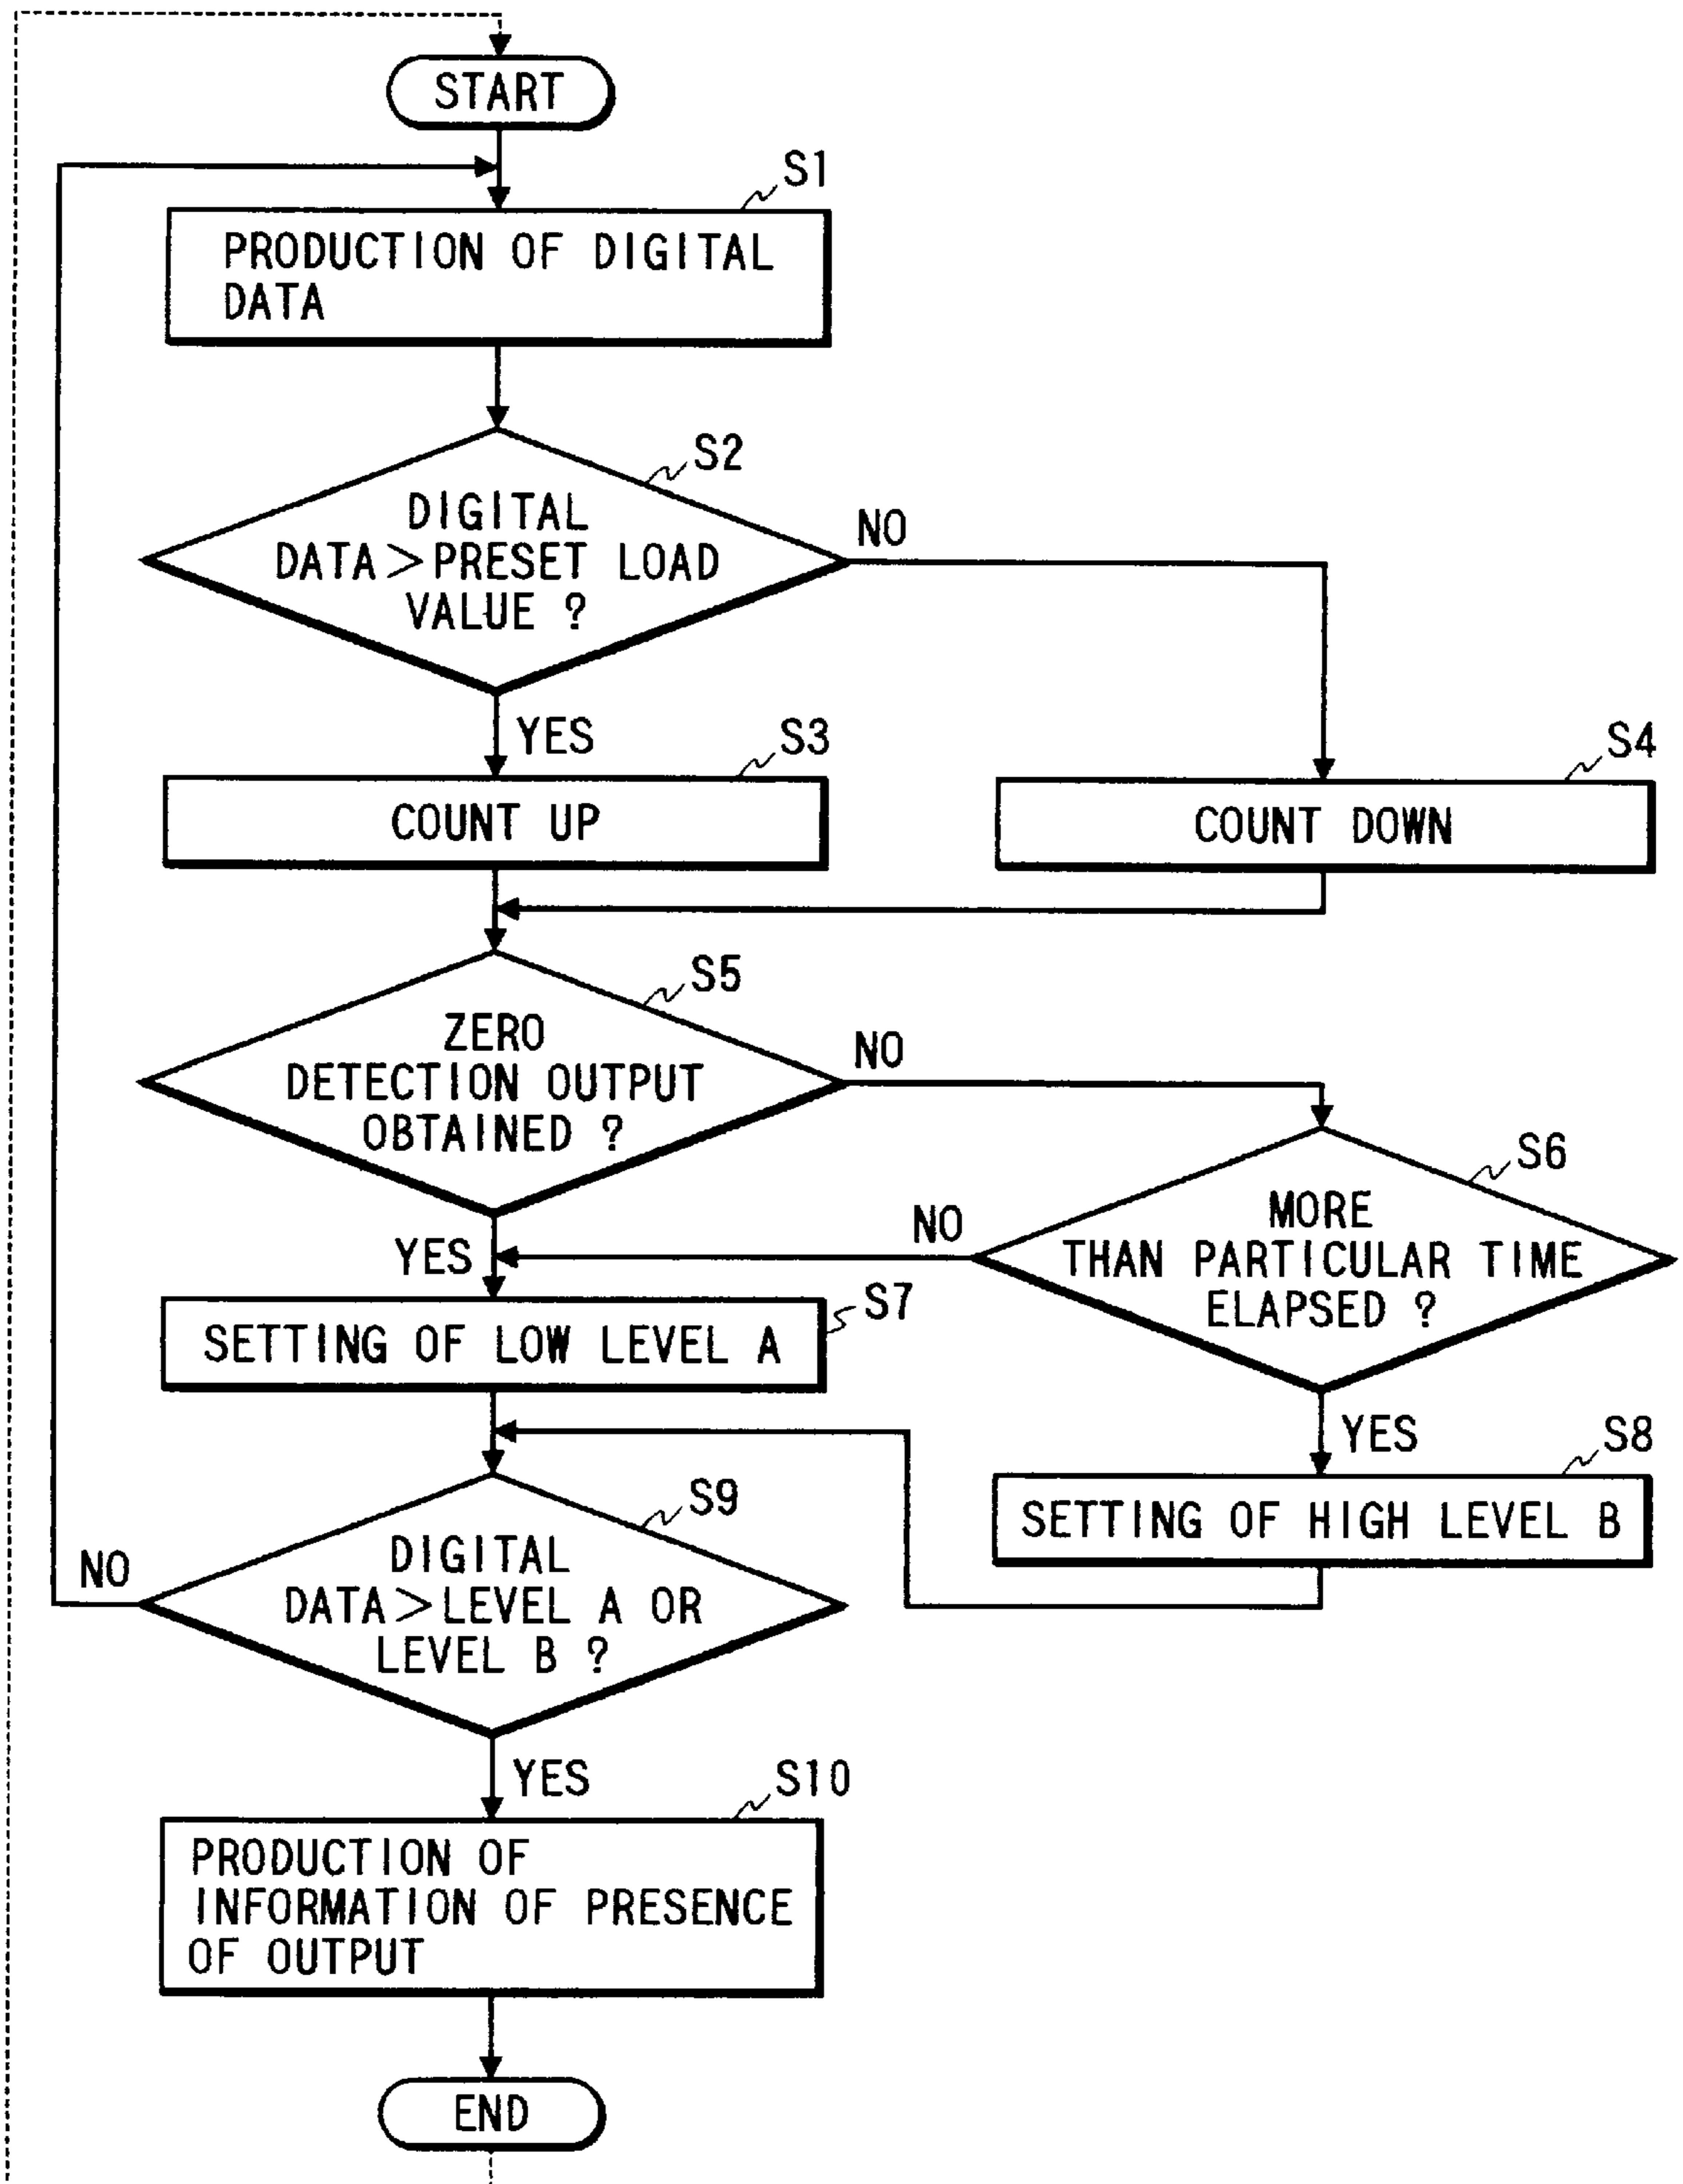 START
S1
PRODUCTION OF DIGITAL
DATA
S2
DIGITAL
DATA>PRESET LOAD
VALUE ?
NO
YES
S3
COUNT UP
S4
COUNT DOWN
S5
ZERO
DETECTION OUTPUT
OBTAINED ?
NO
YES
S6
MORE
THAN PARTICULAR TIME
ELAPSED ?
NO
YES
S7
SETTING OF LOW LEVEL A
S8
SETTING OF HIGH LEVEL B
S9
DIGITAL
DATA>LEVEL A OR
LEVEL B ?
NO
YES
S10
PRODUCTION OF
INFORMATION OF PRESENCE
OF OUTPUT
END